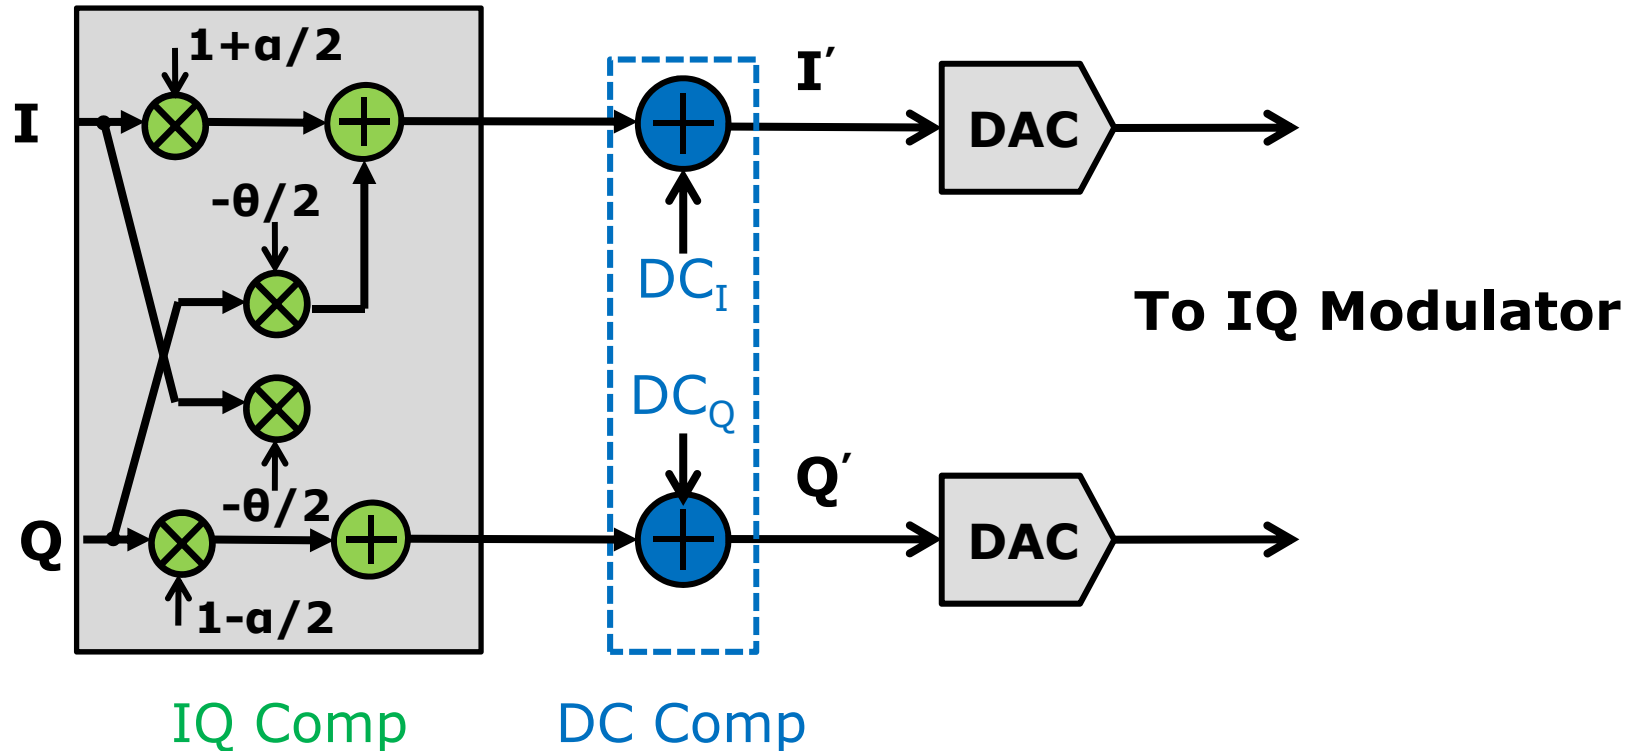 1+α/2
I
-θ/2
-θ/2
Q
1-α/2
IQ Comp
DC_I
DC_Q
DC Comp
I′
Q′
DAC
DAC
To IQ Modulator